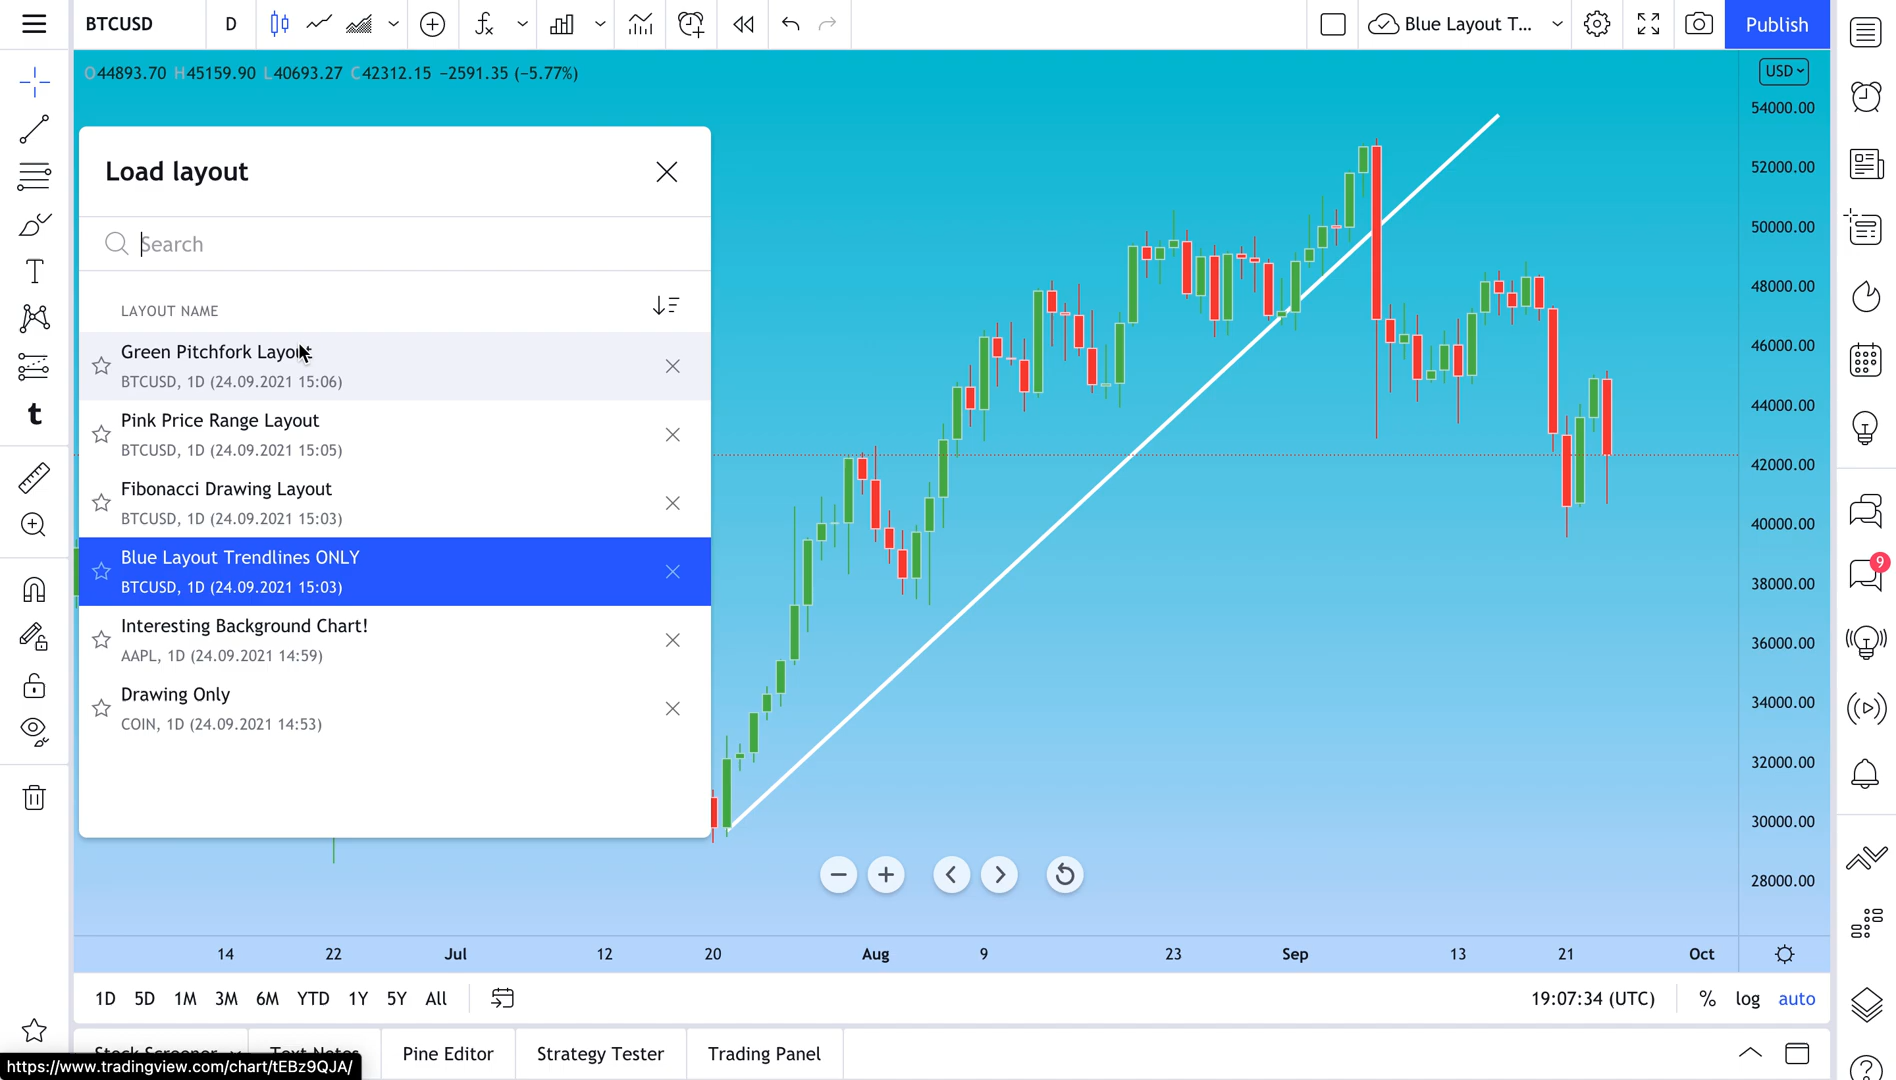 BTCUSD D Blue Layout T... Publish
O44893.70 H45159.90 L40693.27 C42312.15 −2591.35 (−5.77%)
USD
54000.00
52000.00
50000.00
48000.00
46000.00
44000.00
42000.00
40000.00
38000.00
36000.00
34000.00
32000.00
30000.00
28000.00
Load layout
Search
LAYOUT NAME
Green Pitchfork Layout
BTCUSD, 1D (24.09.2021 15:06)
Pink Price Range Layout
BTCUSD, 1D (24.09.2021 15:05)
Fibonacci Drawing Layout
BTCUSD, 1D (24.09.2021 15:03)
Blue Layout Trendlines ONLY
BTCUSD, 1D (24.09.2021 15:03)
Interesting Background Chart!
AAPL, 1D (24.09.2021 14:59)
Drawing Only
COIN, 1D (24.09.2021 14:53)
9
14 22 Jul 12 20 Aug 9 23 Sep 13 21 Oct
1D 5D 1M 3M 6M YTD 1Y 5Y All 19:07:34 (UTC) % log auto
Stock Screener Text Notes Pine Editor Strategy Tester Trading Panel
https://www.tradingview.com/chart/tEBz9QJA/